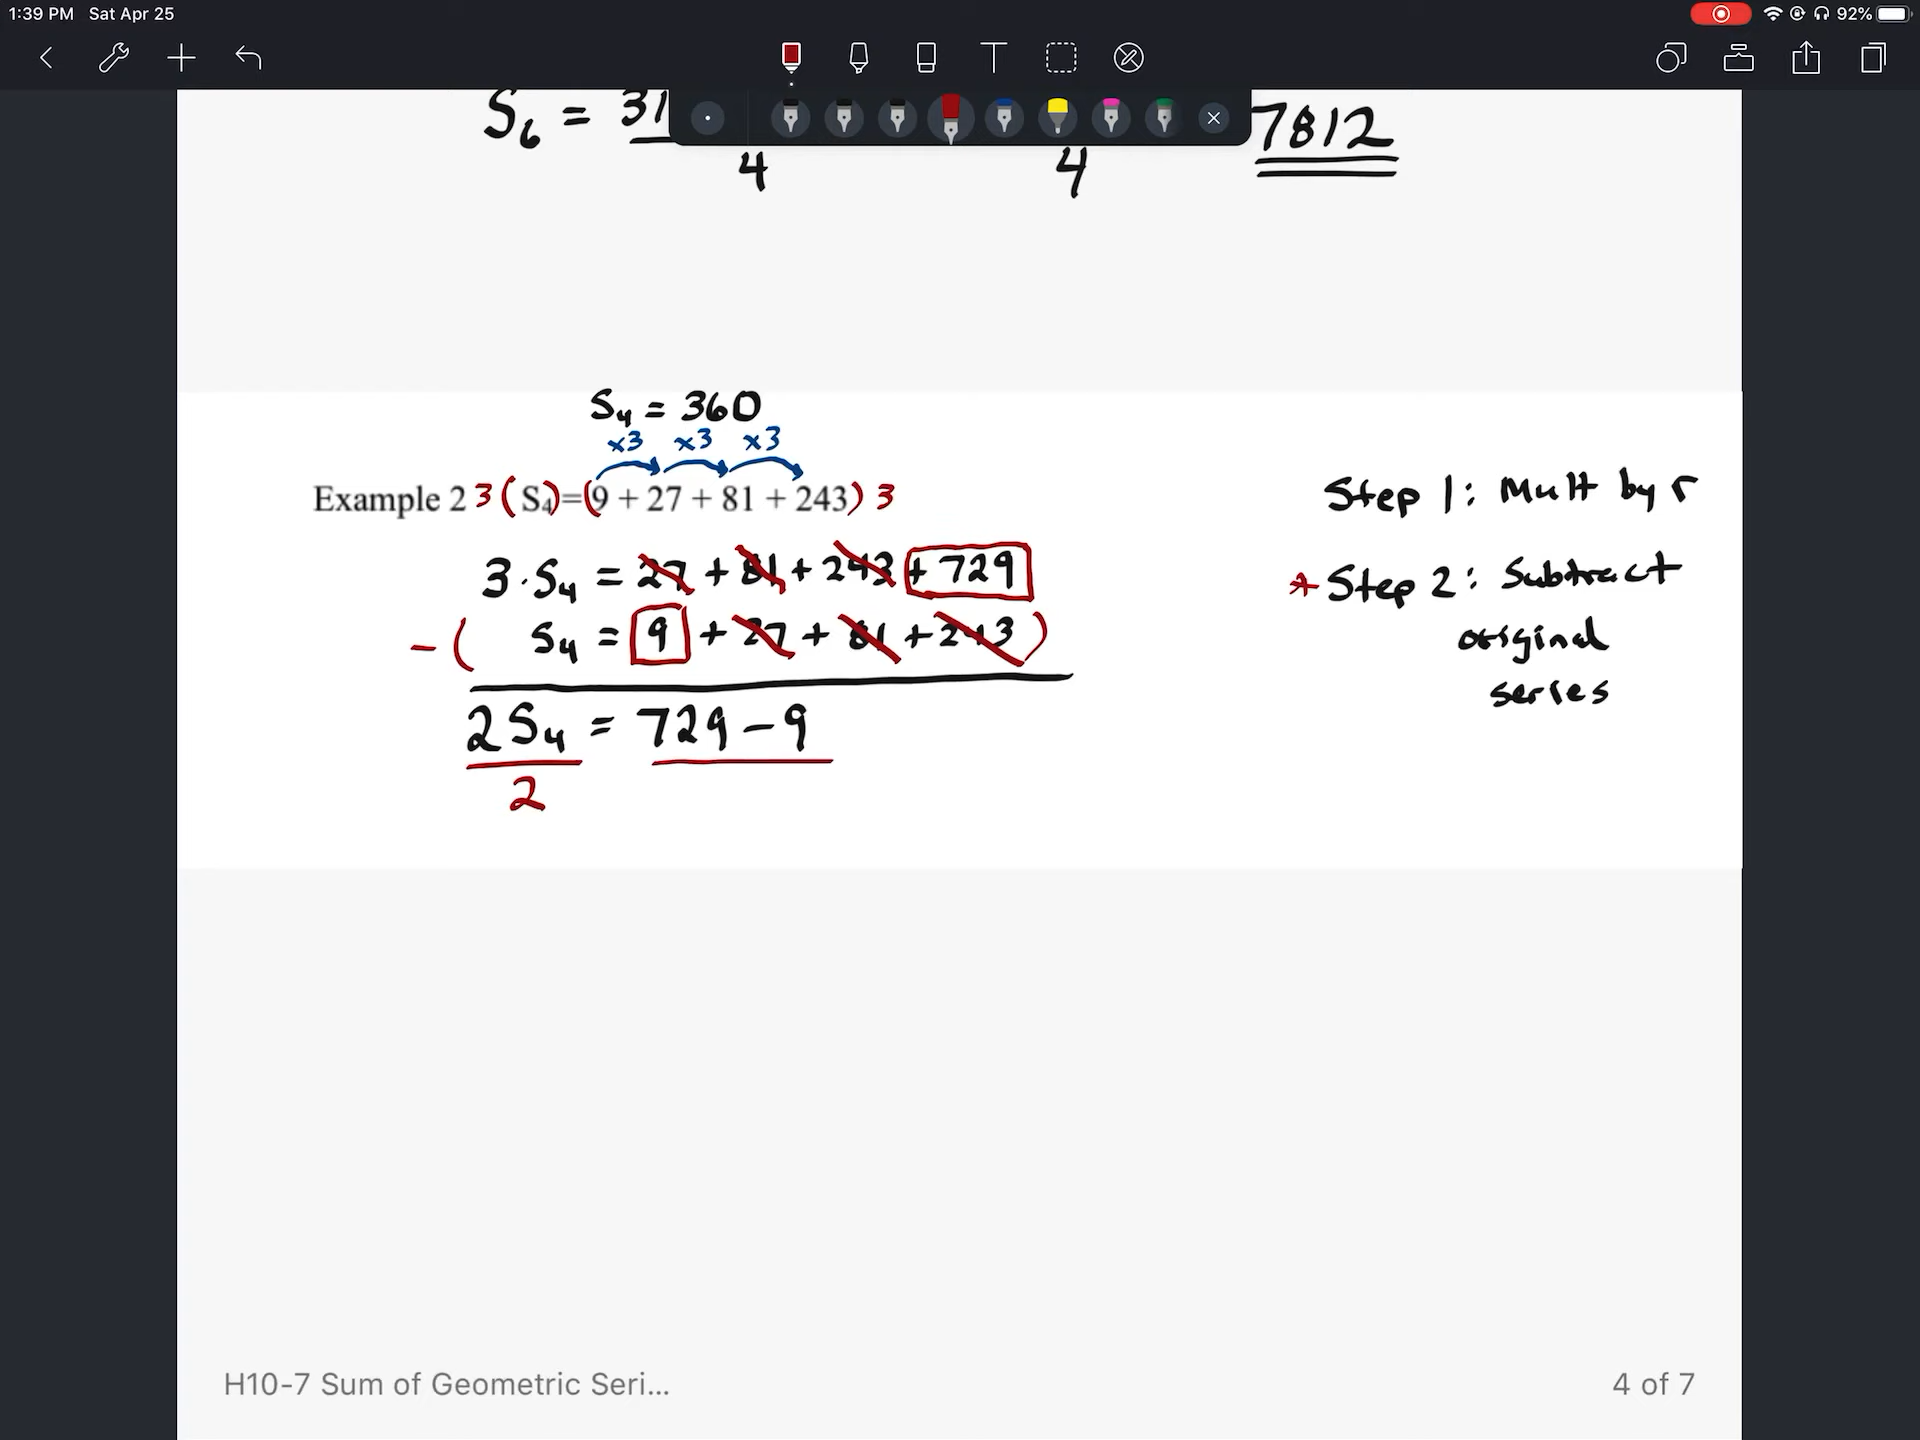 1:39 PM Sat Apr 25
92%
T
S₆ = 31
4
4
7812
S₄ = 360
×3 ×3 ×3
Example 2 3( S₄)=(9 + 27 + 81 + 243) 3
3·S₄ = 27 + 81 + 243 + 729
-( S₄ = 9 + 27 + 81 + 243 )
2S₄ = 729 - 9
2
Step 1: Mult by r
*Step 2: Subtract
original
series
H10-7 Sum of Geometric Seri...
4 of 7